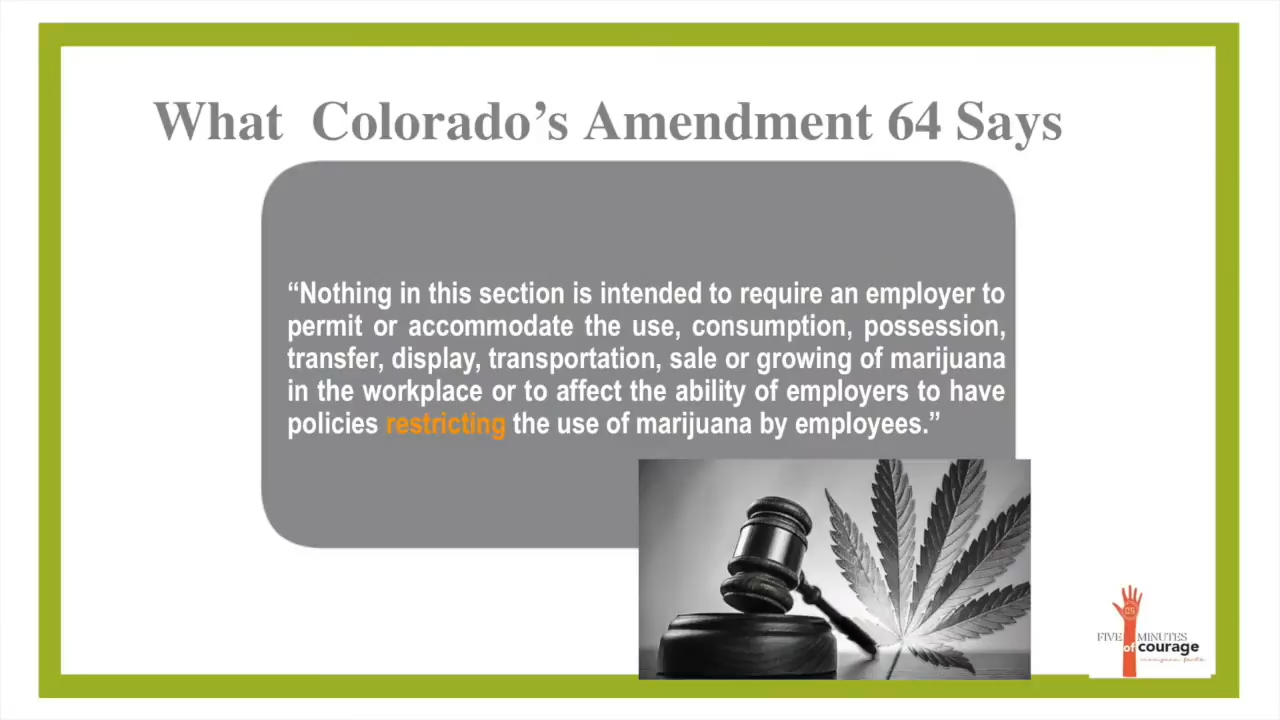 What Colorado’s Amendment 64 Says
“Nothing in this section is intended to require an employer to
permit or accommodate the use, consumption, possession,
transfer, display, transportation, sale or growing of marijuana
in the workplace or to affect the ability of employers to have
policies restricting the use of marijuana by employees.”
FIVE MINUTES
of courage
marijuana facts